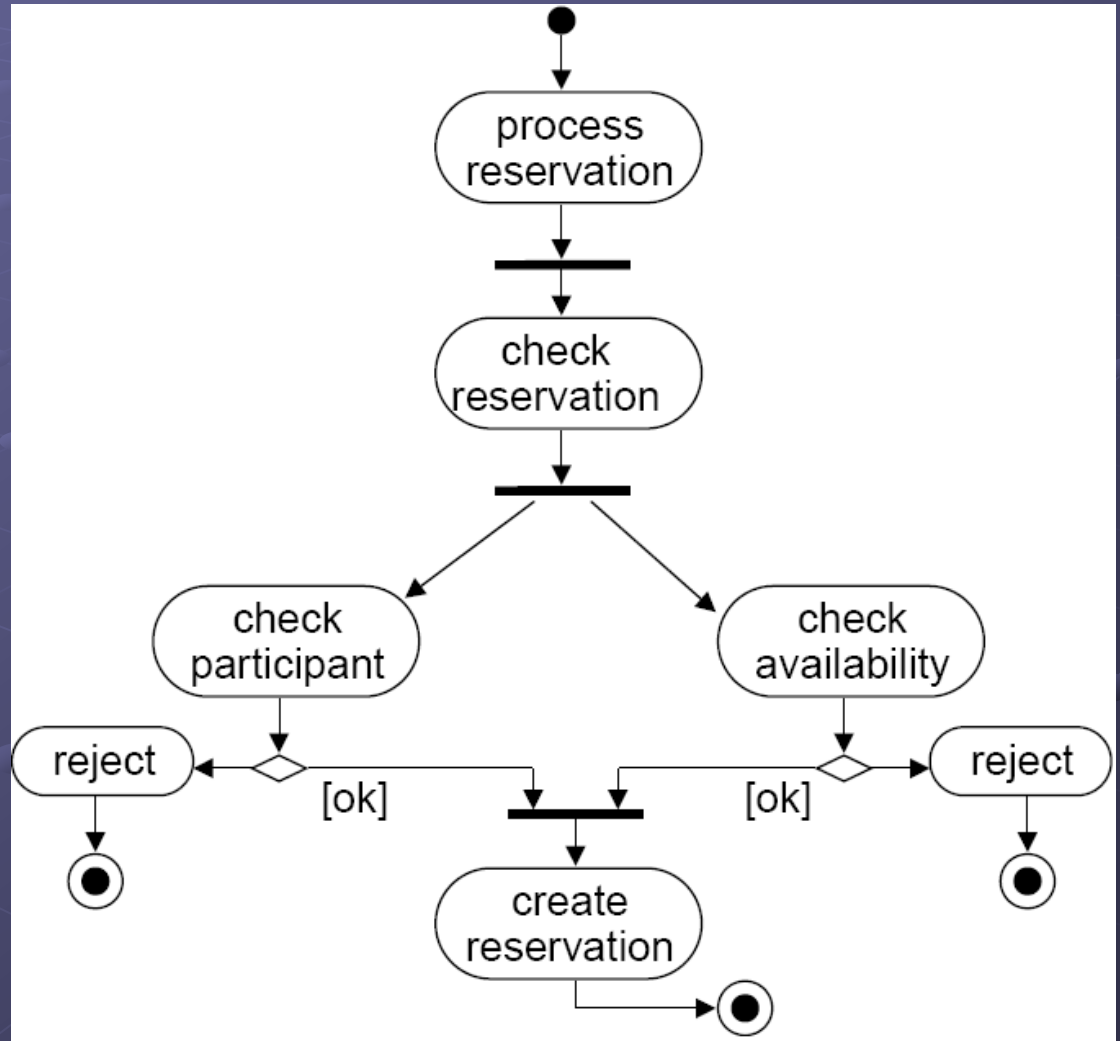 process
reservation
check
reservation
check
participant
check
availability
reject
[ok]
[ok]
reject
create
reservation